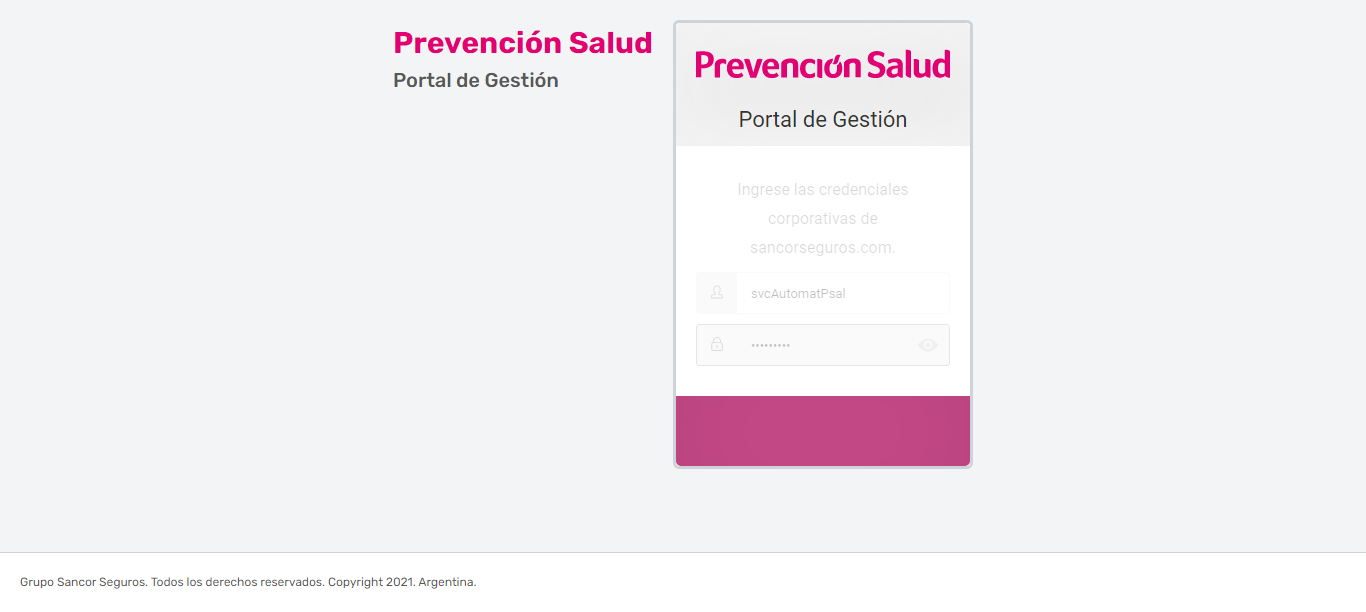 Prevención Salud
Portal de Gestión
Prevención Salud
Portal de Gestión
Ingrese las credenciales
corporativas de
sancorseguros.com.
svcAutomatPsal
•••••••••
Grupo Sancor Seguros. Todos los derechos reservados. Copyright 2021. Argentina.